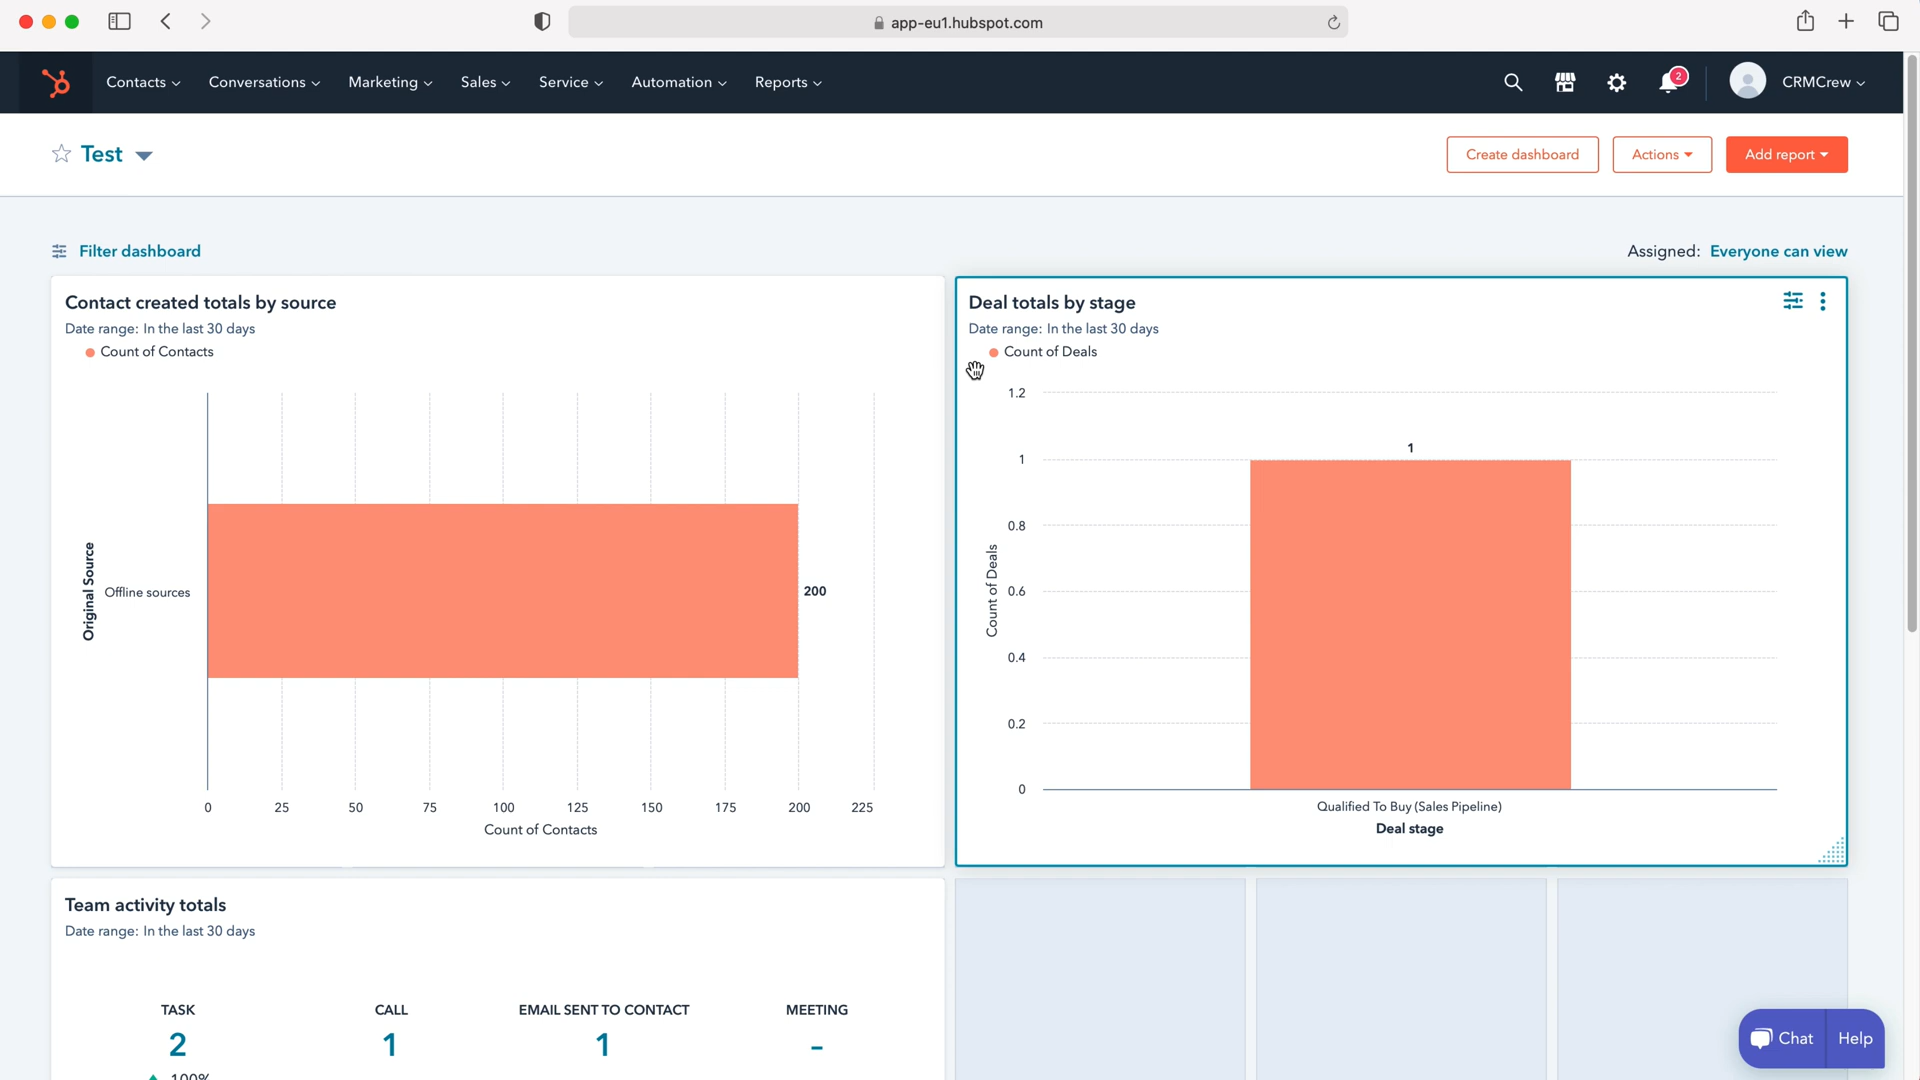 app-eu1.hubspot.com
Contacts Conversations Marketing Sales Service Automation Reports 2 CRMCrew
Test Create dashboard Actions Add report
Filter dashboard Assigned: Everyone can view
Contact created totals by source
Date range: In the last 30 days
Count of Contacts
Original Source
Offline sources
200
0 25 50 75 100 125 150 175 200 225
Count of Contacts
Deal totals by stage
Date range: In the last 30 days
Count of Deals
1.2
1
1
0.8
0.6
0.4
0.2
0
Count of Deals
Qualified To Buy (Sales Pipeline)
Deal stage
Team activity totals
Date range: In the last 30 days
TASK CALL EMAIL SENT TO CONTACT MEETING
2 1 1 –
100%
Chat Help